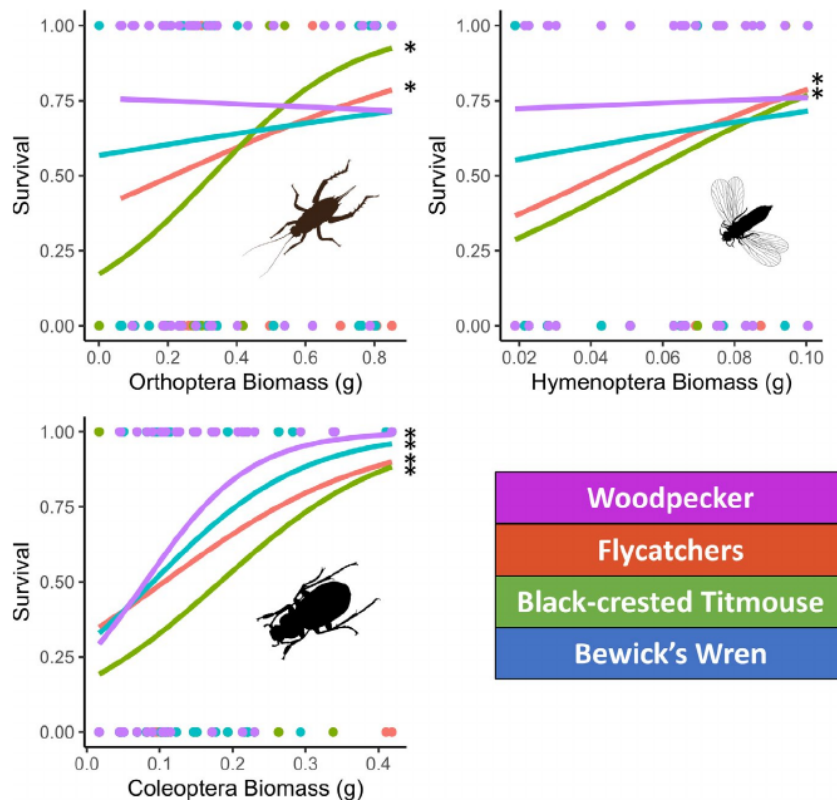 1.00
0.75
0.50
0.25
0.00
Survival
*
*
0.0 0.2 0.4 0.6 0.8
Orthoptera Biomass (g)
1.00
0.75
0.50
0.25
0.00
Survival
*
*
0.02 0.04 0.06 0.08 0.10
Hymenoptera Biomass (g)
1.00
0.75
0.50
0.25
0.00
Survival
*
*
*
*
0.0 0.1 0.2 0.3 0.4
Coleoptera Biomass (g)
Woodpecker
Flycatchers
Black-crested Titmouse
Bewick's Wren